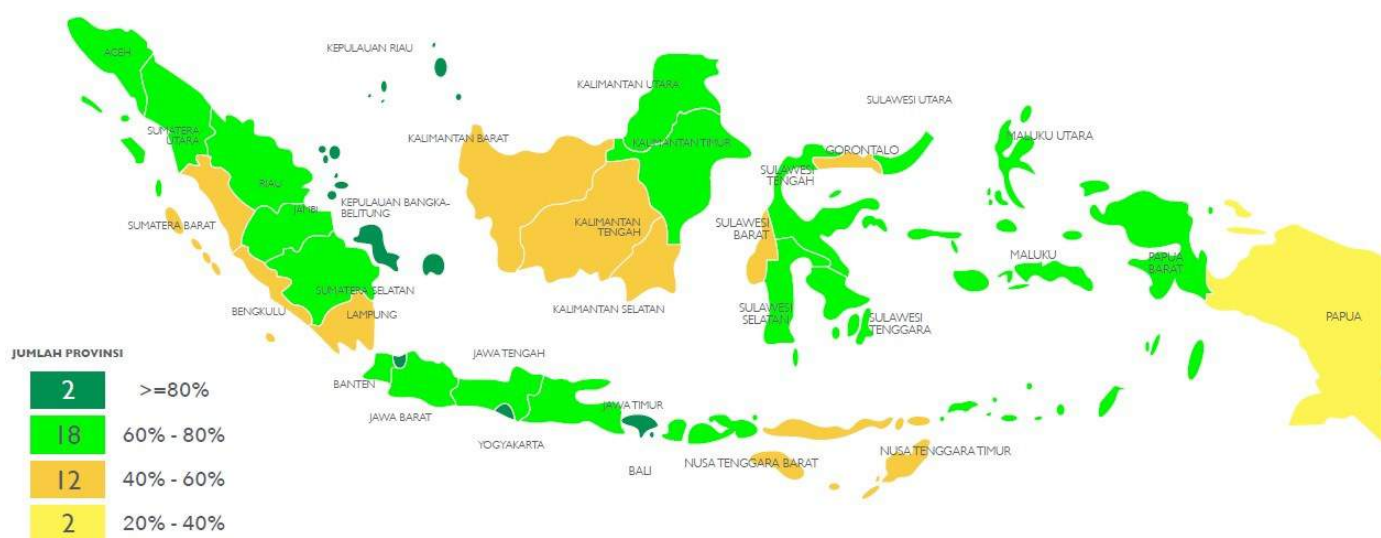 ACEH
KEPULAUAN RIAU
KALIMANTAN UTARA
SULAWESI UTARA
SUMATERA
UTARA
KALIMANTAN BARAT
KALIMANTAN TIMUR
GORONTALO
MALUKU UTARA
RIAU
SULAWESI
TENGAH
JAMBI
KEPULAUAN BANGKA-
BELITUNG
SUMATERA BARAT
KALIMANTAN
TENGAH
SULAWESI
BARAT
MALUKU
PAPUA
BARAT
SUMATERA SELATAN
BENGKULU
LAMPUNG
KALIMANTAN SELATAN
SULAWESI
SELATAN
SULAWESI
TENGGARA
PAPUA
JUMLAH PROVINSI
2 >=80%
18 60% - 80%
12 40% - 60%
2 20% - 40%
JAWA TENGAH
BANTEN
JAWA BARAT
JAWA TIMUR
YOGYAKARTA
BALI
NUSA TENGGARA BARAT
NUSA TENGGARA TIMUR